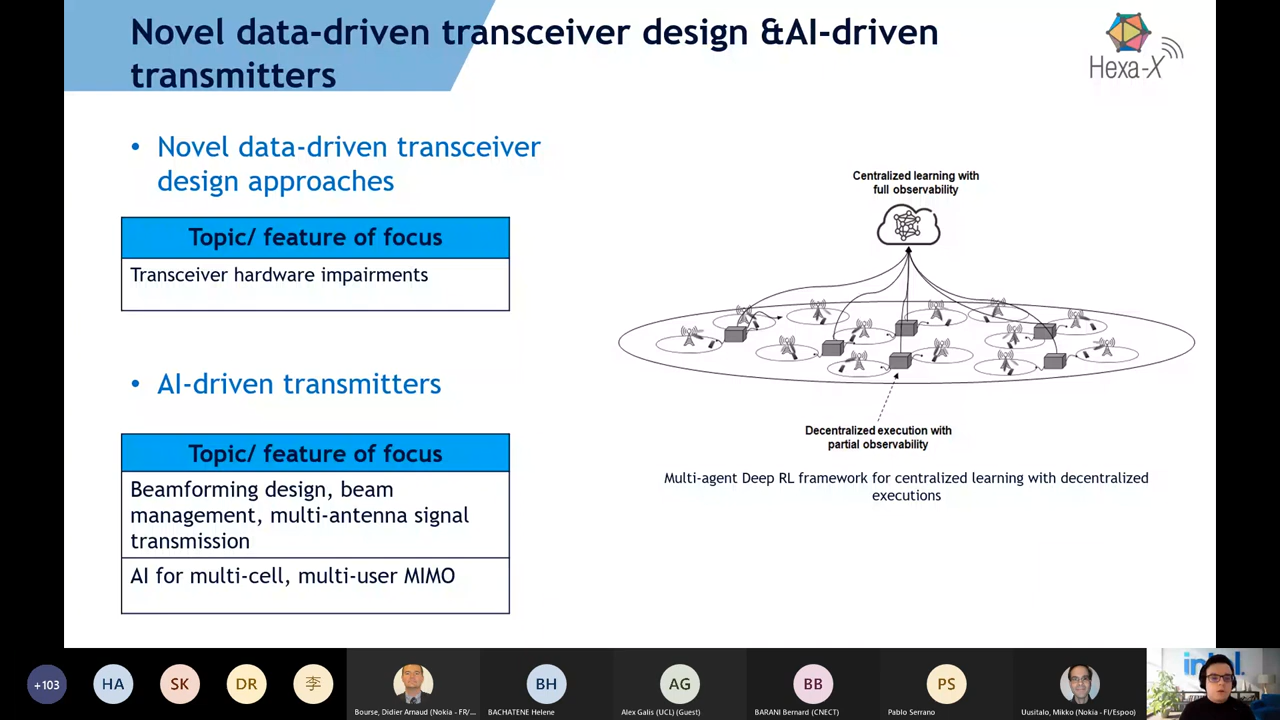 Novel data-driven transceiver design &AI-driven
transmitters
Hexa-X
• Novel data-driven transceiver
design approaches
Topic/ feature of focus
Transceiver hardware impairments
• AI-driven transmitters
Topic/ feature of focus
Beamforming design, beam
management, multi-antenna signal
transmission
AI for multi-cell, multi-user MIMO
Centralized learning with
full observability
Decentralized execution with
partial observability
Multi-agent Deep RL framework for centralized learning with decentralized
executions
+103
HA
SK
DR
李
BH
AG
BB
PS
intel.
Bourse, Didier Arnaud (Nokia - FR/...
BACHATENE Helene
Alex Galis (UCL) (Guest)
BARANI Bernard (CNECT)
Pablo Serrano
Uusitalo, Mikko (Nokia - FI/Espoo)